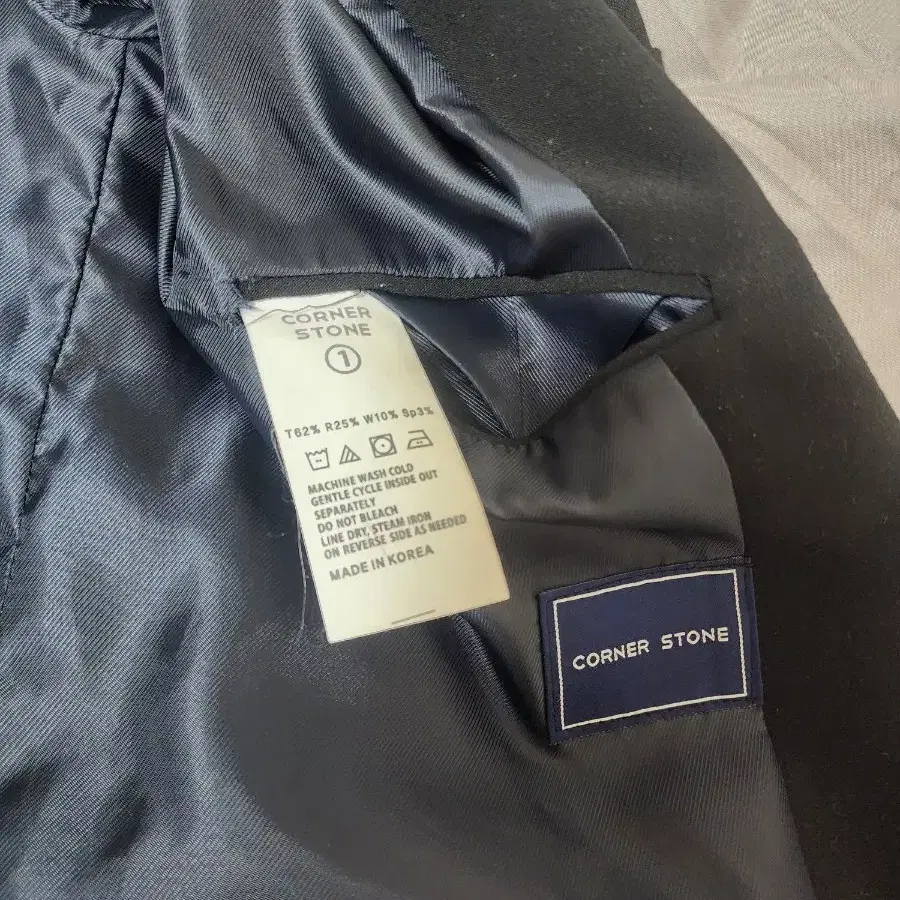 CORNER
STONE
1
T62% R25% W10% Sp3%
MACHINE WASH COLD
GENTLE CYCLE INSIDE OUT
SEPARATELY
DO NOT BLEACH
LINE DRY, STEAM IRON
ON REVERSE SIDE AS NEEDED
MADE IN KOREA
CORNER STONE